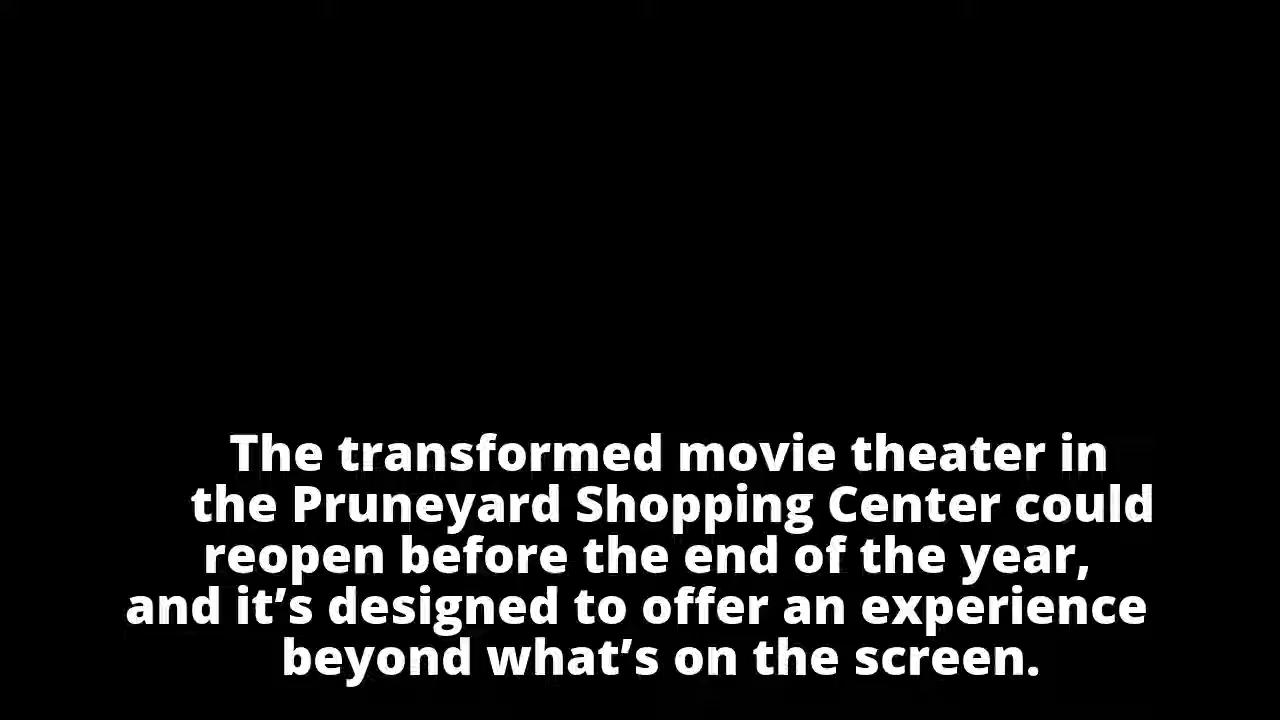 The transformed movie theater in
the Pruneyard Shopping Center could
reopen before the end of the year,
and it’s designed to offer an experience
beyond what’s on the screen.